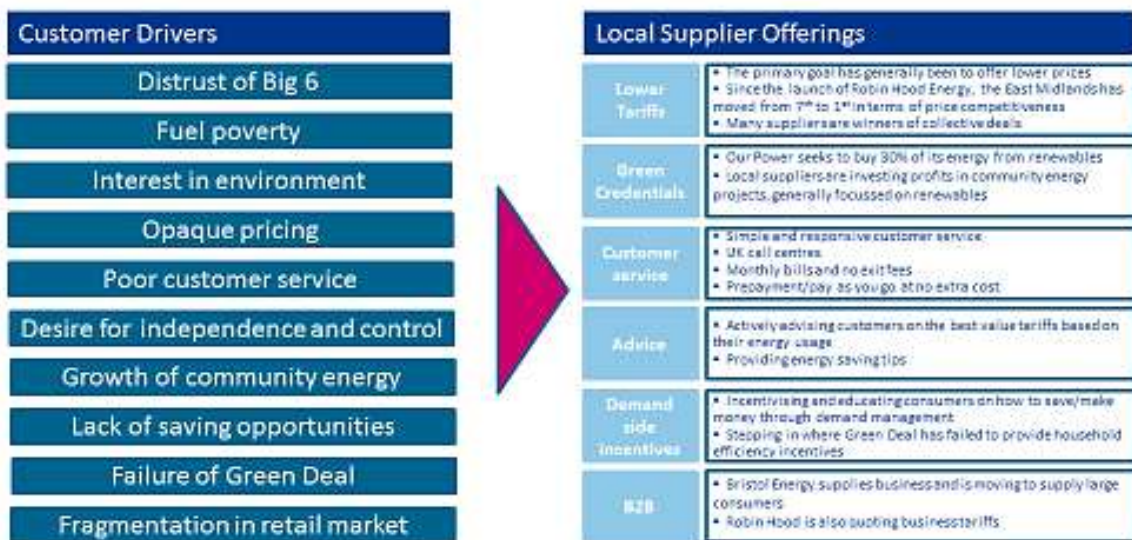 Customer Drivers
Distrust of Big 6
Fuel poverty
Interest in environment
Opaque pricing
Poor customer service
Desire for independence and control
Growth of community energy
Lack of saving opportunities
Failure of Green Deal
Fragmentation in retail market
Local Supplier Offerings
Lower
Tariffs
• The primary goal has generally been to offer lower prices
• Since the launch of Robin Hood Energy, the East Midlands has
moved from 7th to 1st in terms of price competitiveness
• Many suppliers are winners of collective deals
Green
Credentials
• Our Power seeks to buy 30% of its energy from renewables
• Local suppliers are investing profits in community energy
projects, generally focussed on renewables
Customer
service
• Simple and responsive customer service
• UK call centres
• Monthly bills and no exit fees
• Prepayment/pay as you go at no extra cost
Advice
• Actively advising customers on the best value tariffs based on
their energy usage
• Providing energy saving tips
Demand
side
Incentives
• Incentivising and educating consumers on how to save/make
money through demand management
• Stepping in where Green Deal has failed to provide household
efficiency incentives
B2B
• Bristol Energy supplies business and is moving to supply large
consumers
• Robin Hood is also quoting business tariffs